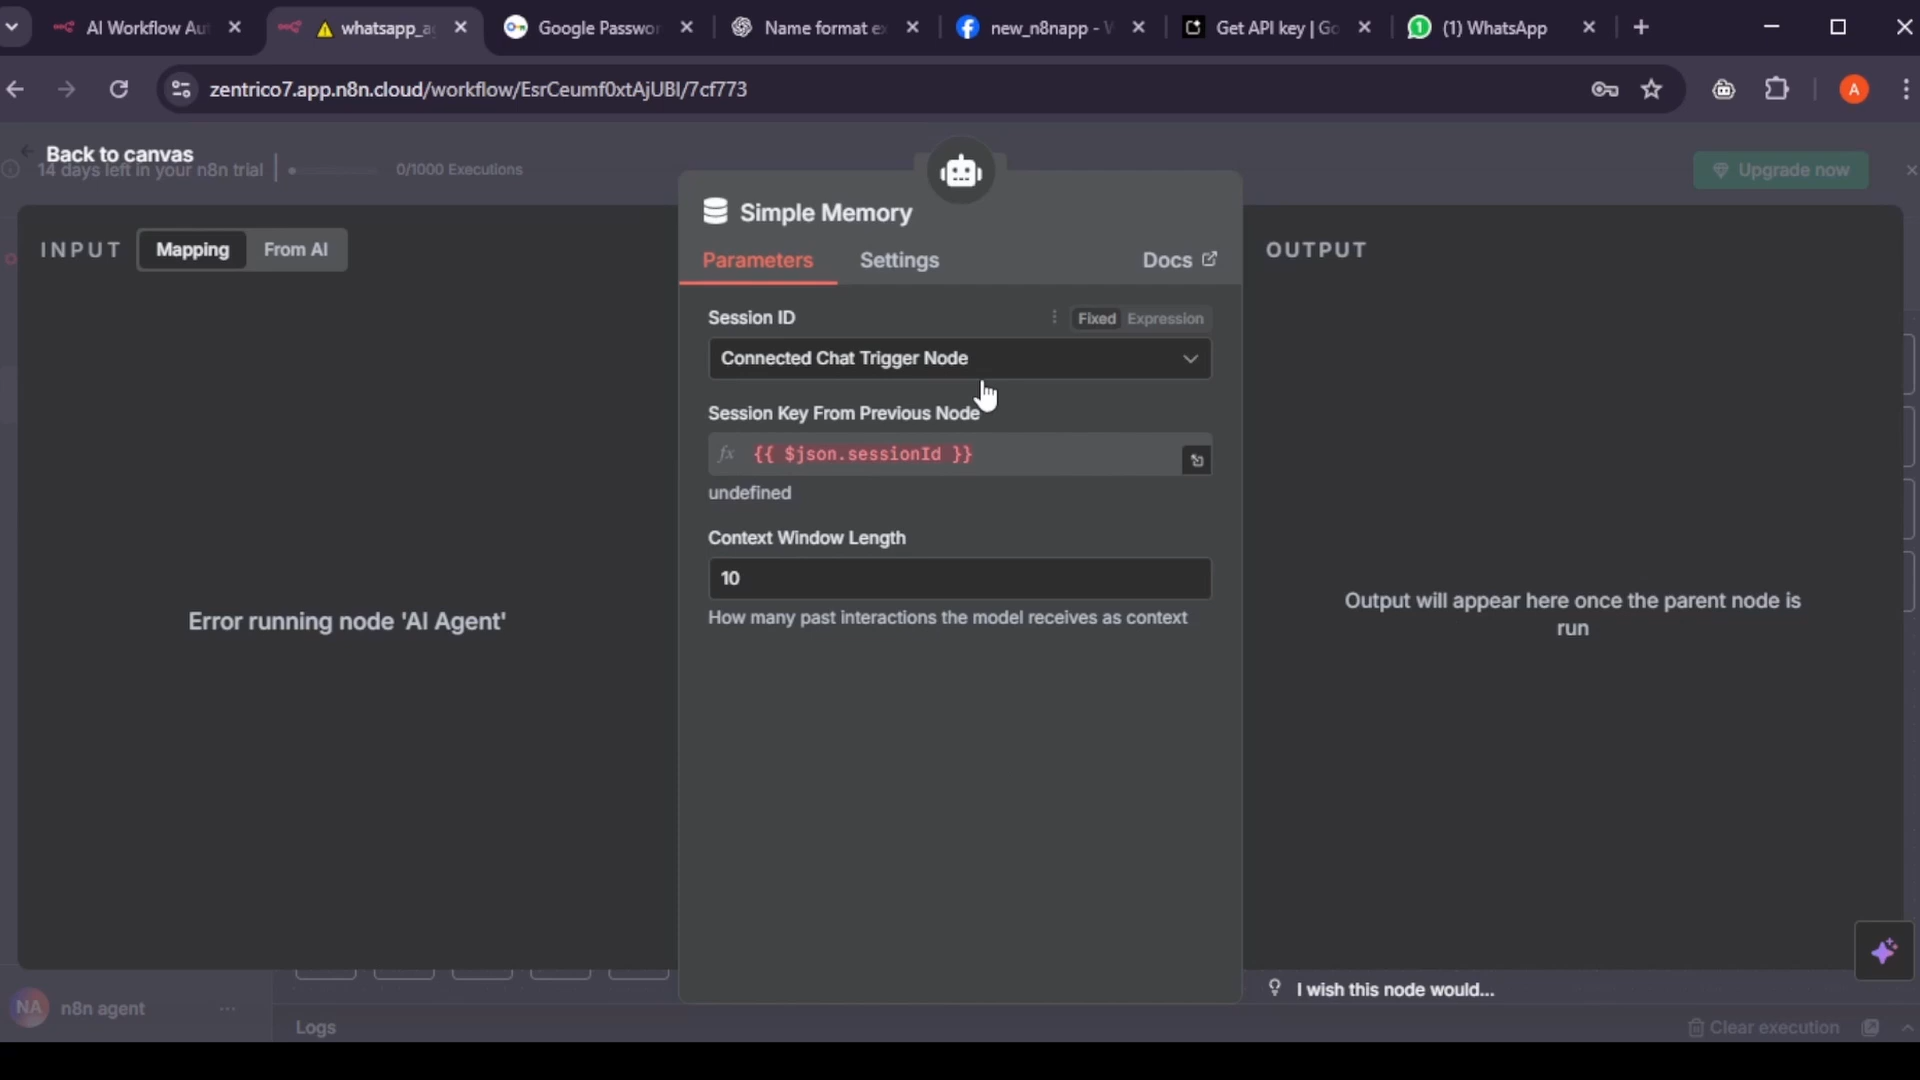 AI Workflow Au
whatsapp_a
Google Passwor
Name format e
new_n8napp - W
Get API key | Go
(1) WhatsApp
zentrico7.app.n8n.cloud/workflow/EsrCeumf0xtAjUBI/7cf773
A
Back to canvas
14 days left in your n8n trial
0/1000 Executions
Upgrade now
Simple Memory
INPUT
Mapping
From AI
Parameters
Settings
Docs
OUTPUT
Session ID
Fixed
Expression
Connected Chat Trigger Node
Session Key From Previous Node
fx
{{ $json.sessionId }}
undefined
Context Window Length
10
How many past interactions the model receives as context
Error running node 'AI Agent'
Output will appear here once the parent node is
run
I wish this node would...
NA
n8n agent
Logs
Clear execution